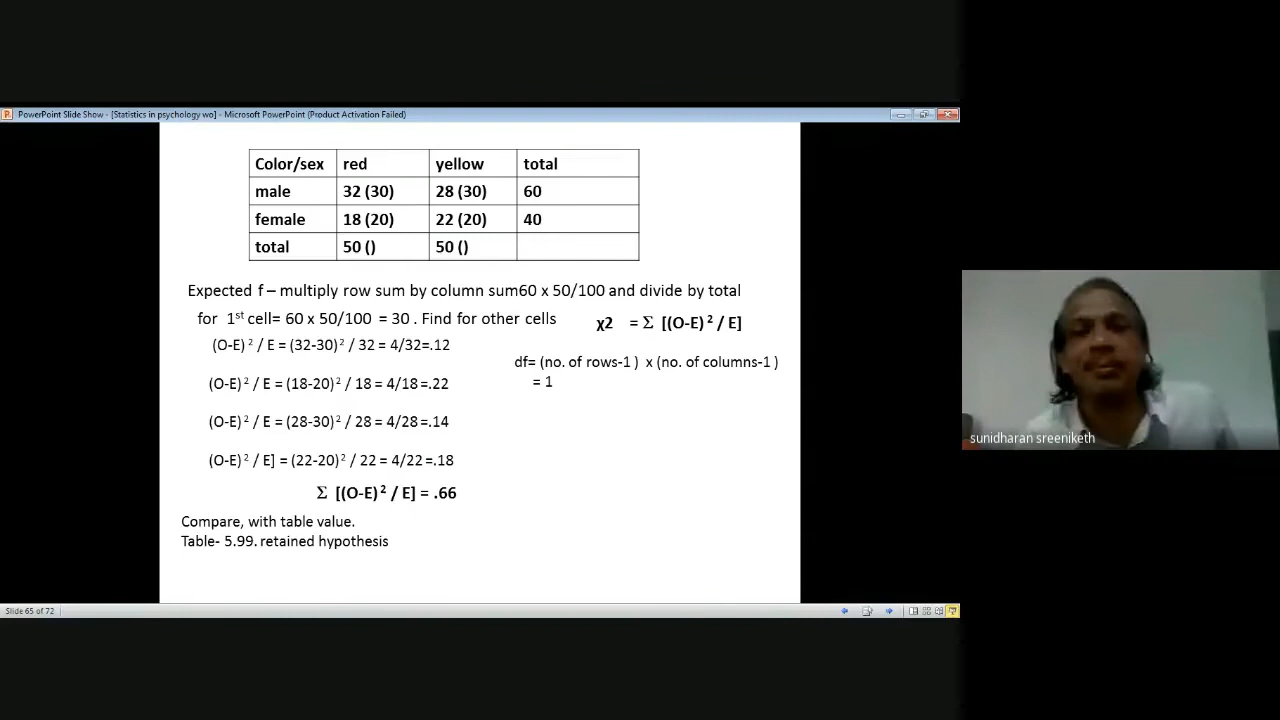 PowerPoint Slide Show - [Statistics in psychology wo] - Microsoft PowerPoint (Product Activation Failed)
Color/sex red yellow total
male 32 (30) 28 (30) 60
female 18 (20) 22 (20) 40
total 50 () 50 ()
Expected f – multiply row sum by column sum60 x 50/100 and divide by total
for 1st cell= 60 x 50/100 = 30 . Find for other cells
χ2 = Σ [(O-E)² / E]
(O-E)² / E = (32-30)² / 32 = 4/32=.12
df= (no. of rows-1 ) x (no. of columns-1 )
= 1
(O-E)² / E = (18-20)² / 18 = 4/18=.22
(O-E)² / E = (28-30)² / 28 = 4/28=.14
(O-E)² / E] = (22-20)² / 22 = 4/22=.18
Σ [(O-E)² / E] = .66
Compare, with table value.
Table- 5.99. retained hypothesis
Slide 65 of 72
sunidharan sreeniketh